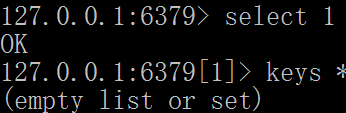 127.0.0.1:6379> select 1
OK
127.0.0.1:6379[1]> keys *
(empty list or set)